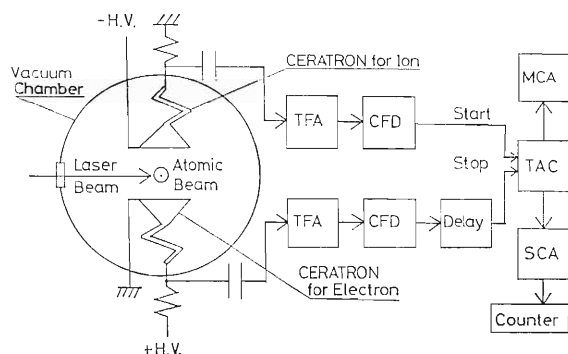 -H.V.
Vacuum
Chamber
CERATRON for Ion
MCA
TFA
CFD
Start
Stop
TAC
Laser
Beam
Atomic
Beam
TFA
CFD
Delay
SCA
CERATRON
for Electron
Counter
+H.V.